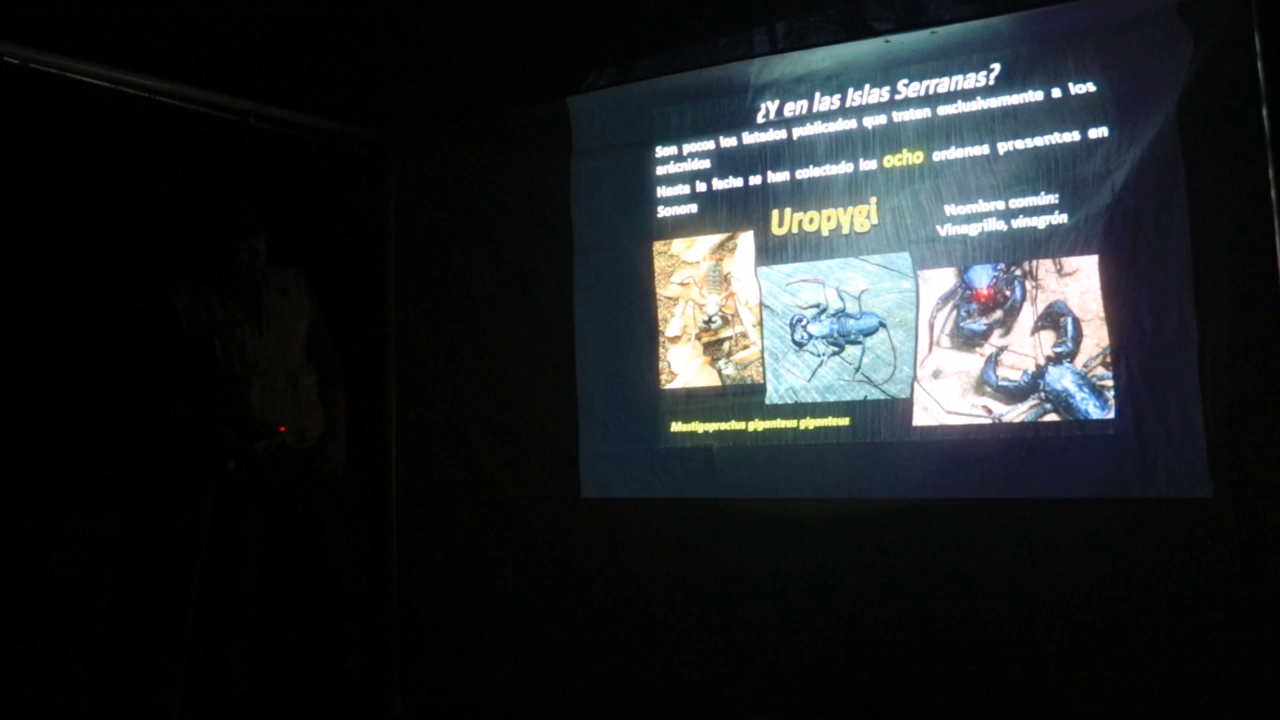 ¿Y en las Islas Serranas?
Son pocos los listados publicados que traten exclusivamente a los
arácnidos
Hasta la fecha se han colectado los ocho ordenes presentes en
Sonora
Uropygi
Nombre común:
Vinagrillo, vinagrón
Mastigoproctus giganteus giganteus